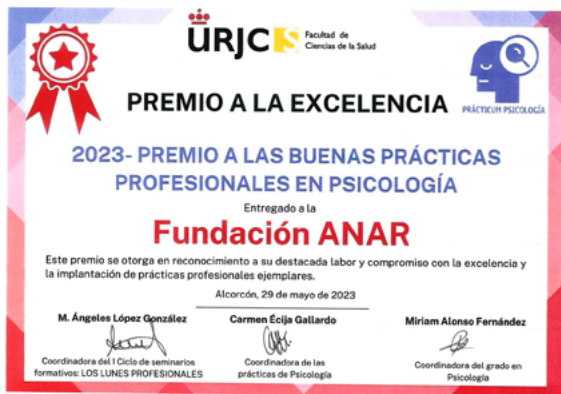 URJC S Facultad de
Ciencias de la Salud
PREMIO A LA EXCELENCIA
PRÁCTICUM PSICOLOGÍA
2023- PREMIO A LAS BUENAS PRÁCTICAS
PROFESIONALES EN PSICOLOGÍA
Entregado a la
Fundación ANAR
Este premio se otorga en reconocimiento a su destacada labor y compromiso con la excelencia y
la implantación de prácticas profesionales ejemplares.
Alcorcón, 29 de mayo de 2023
M. Ángeles López González
Coordinadora del I Ciclo de seminarios
formativos: LOS LUNES PROFESIONALES
Carmen Écija Gallardo
Coordinadora de las
prácticas de Psicología
Miriam Alonso Fernández
Coordinadora del grado en
Psicología